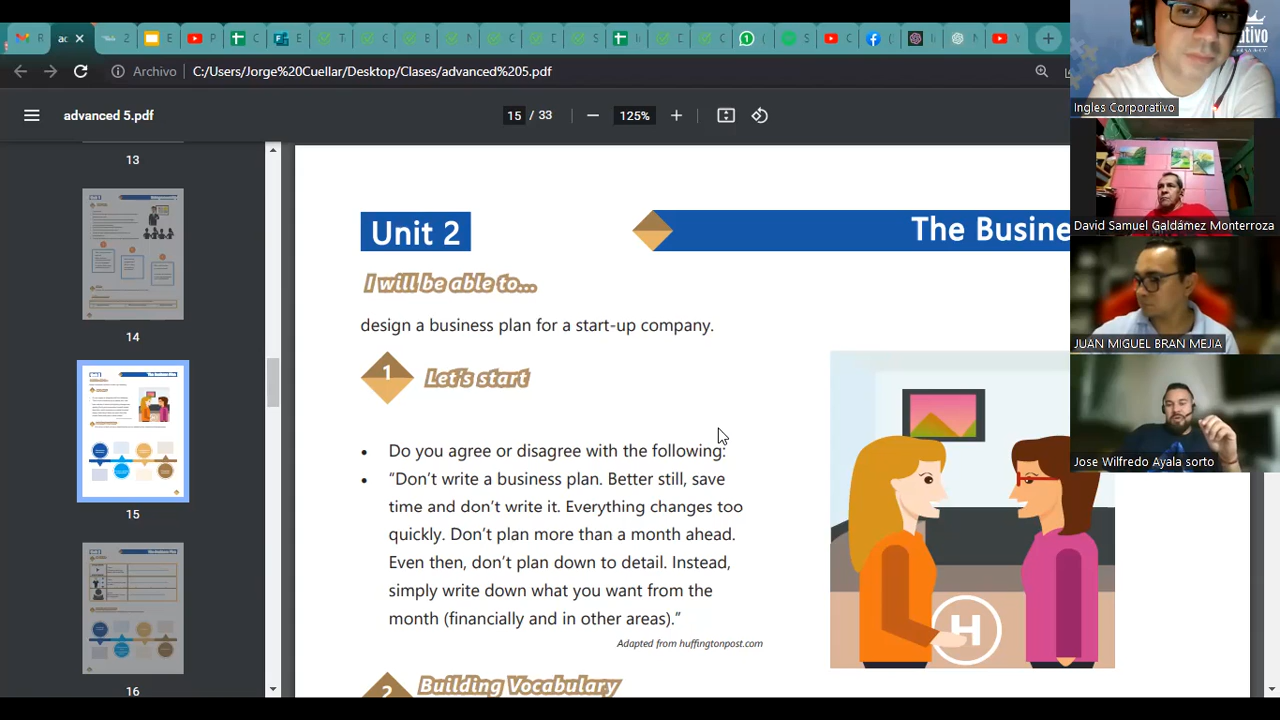 Archivo
C:/Users/Jorge%20Cuellar/Desktop/Clases/advanced%205.pdf
advanced 5.pdf
15 / 33
125%
13
14
15
16
Unit 2
The Busine
I will be able to...
design a business plan for a start-up company.
1
Let's start
• Do you agree or disagree with the following:
• “Don’t write a business plan. Better still, save
time and don’t write it. Everything changes too
quickly. Don’t plan more than a month ahead.
Even then, don’t plan down to detail. Instead,
simply write down what you want from the
month (financially and in other areas).”
Adapted from huffingtonpost.com
H
2
Building Vocabulary
Ingles Corporativo
David Samuel Galdámez Monterroza
JUAN MIGUEL BRAN MEJIA
Jose Wilfredo Ayala sorto